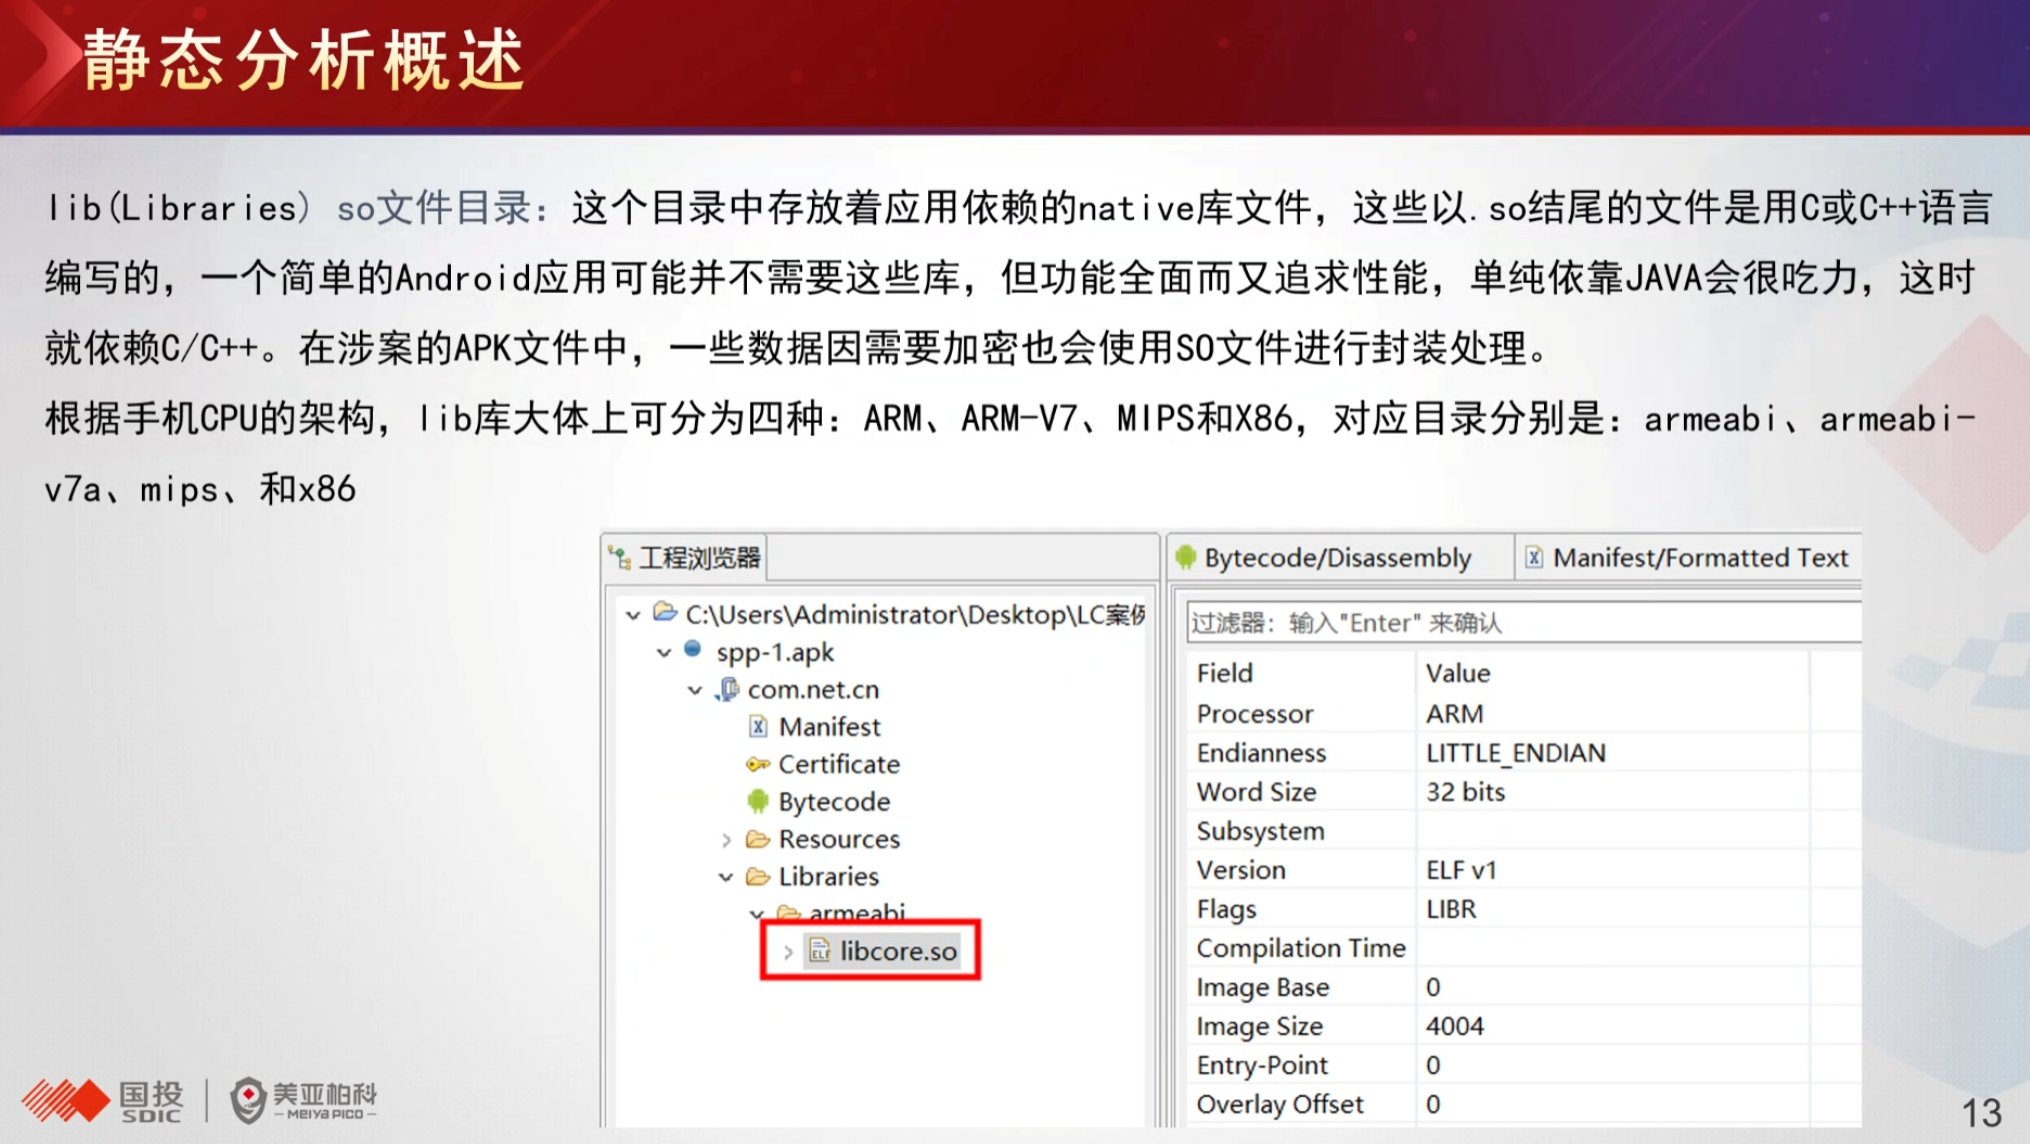 静态分析概述
lib(Libraries) so文件目录：这个目录中存放着应用依赖的native库文件，这些以.so结尾的文件是用C或C++语言
编写的，一个简单的Android应用可能并不需要这些库，但功能全面而又追求性能，单纯依靠JAVA会很吃力，这时
就依赖C/C++。在涉案的APK文件中，一些数据因需要加密也会使用SO文件进行封装处理。
根据手机CPU的架构，lib库大体上可分为四种：ARM、ARM-V7、MIPS和X86，对应目录分别是：armeabi、armeabi-
v7a、mips、和x86
工程浏览器
C:\Users\Administrator\Desktop\LC案例
spp-1.apk
com.net.cn
Manifest
Certificate
Bytecode
Resources
Libraries
armeabi
libcore.so
Bytecode/Disassembly
Manifest/Formatted Text
过滤器：输入"Enter" 来确认
Field Value
Processor ARM
Endianness LITTLE_ENDIAN
Word Size 32 bits
Subsystem
Version ELF v1
Flags LIBR
Compilation Time
Image Base 0
Image Size 4004
Entry-Point 0
Overlay Offset 0
国投
SDIC
美亚柏科
MEIYA PICO
13